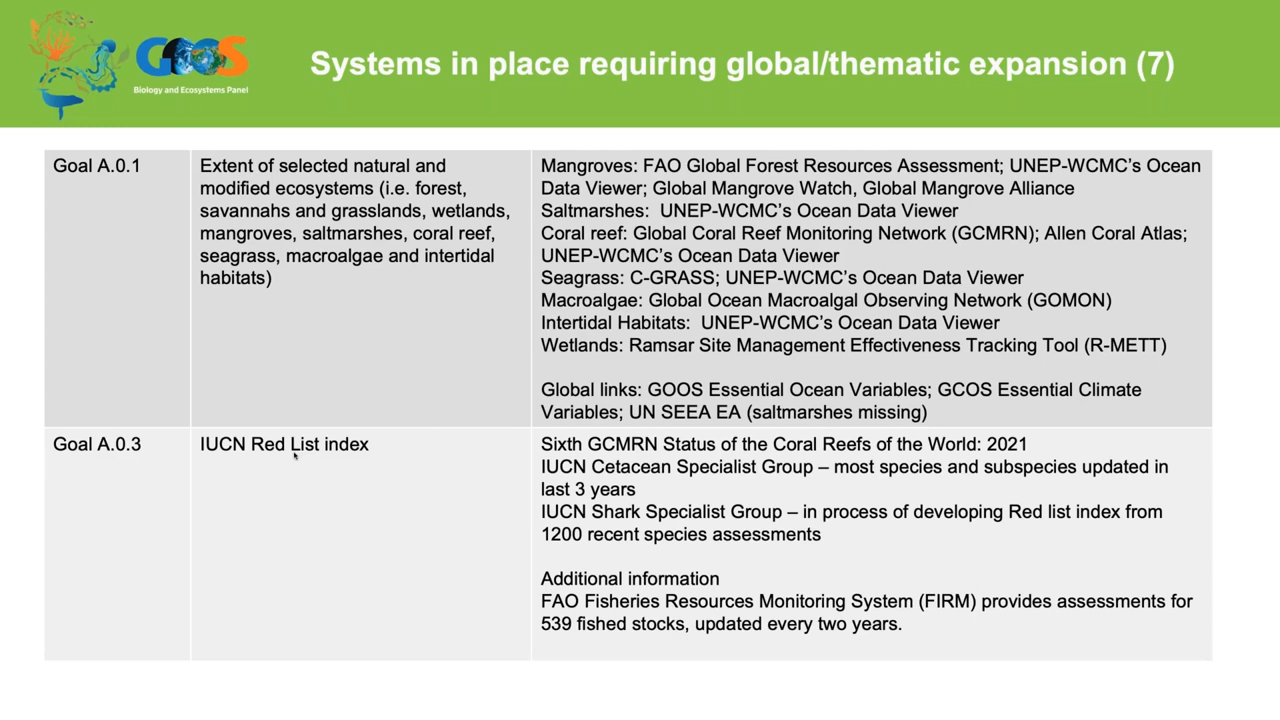 GOOS
Biology and Ecosystems Panel
Systems in place requiring global/thematic expansion (7)
Goal A.0.1
Extent of selected natural and
modified ecosystems (i.e. forest,
savannahs and grasslands, wetlands,
mangroves, saltmarshes, coral reef,
seagrass, macroalgae and intertidal
habitats)
Mangroves: FAO Global Forest Resources Assessment; UNEP-WCMC’s Ocean
Data Viewer; Global Mangrove Watch, Global Mangrove Alliance
Saltmarshes: UNEP-WCMC’s Ocean Data Viewer
Coral reef: Global Coral Reef Monitoring Network (GCMRN); Allen Coral Atlas;
UNEP-WCMC’s Ocean Data Viewer
Seagrass: C-GRASS; UNEP-WCMC’s Ocean Data Viewer
Macroalgae: Global Ocean Macroalgal Observing Network (GOMON)
Intertidal Habitats: UNEP-WCMC’s Ocean Data Viewer
Wetlands: Ramsar Site Management Effectiveness Tracking Tool (R-METT)
Global links: GOOS Essential Ocean Variables; GCOS Essential Climate
Variables; UN SEEA EA (saltmarshes missing)
Goal A.0.3
IUCN Red List index
Sixth GCMRN Status of the Coral Reefs of the World: 2021
IUCN Cetacean Specialist Group – most species and subspecies updated in
last 3 years
IUCN Shark Specialist Group – in process of developing Red list index from
1200 recent species assessments
Additional information
FAO Fisheries Resources Monitoring System (FIRM) provides assessments for
539 fished stocks, updated every two years.